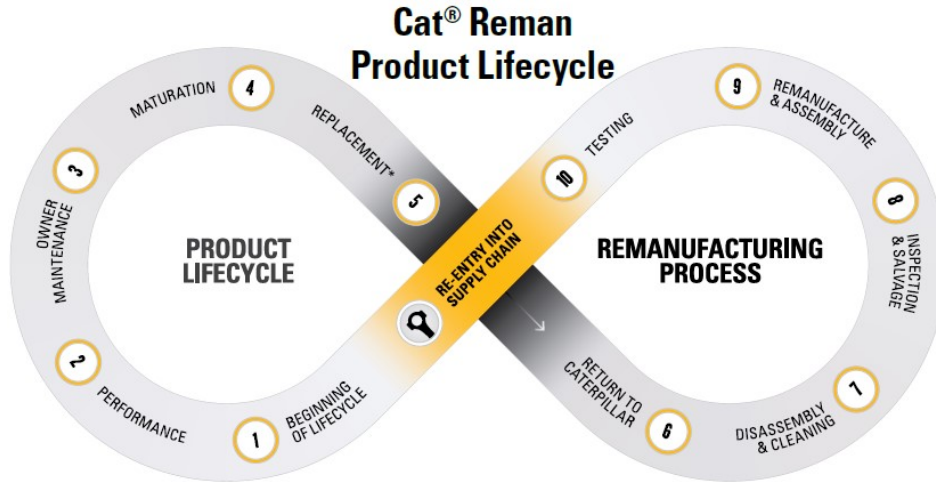 Cat® Reman
Product Lifecycle
PRODUCT
LIFECYCLE
1
BEGINNING
OF LIFECYCLE
2
PERFORMANCE
3
OWNER
MAINTENANCE
4
MATURATION
5
REPLACEMENT*
REMANUFACTURING
PROCESS
6
RETURN TO
CATERPILLAR
7
DISASSEMBLY
& CLEANING
8
INSPECTION
& SALVAGE
9
REMANUFACTURE
& ASSEMBLY
10
TESTING
RE-ENTRY INTO
SUPPLY CHAIN